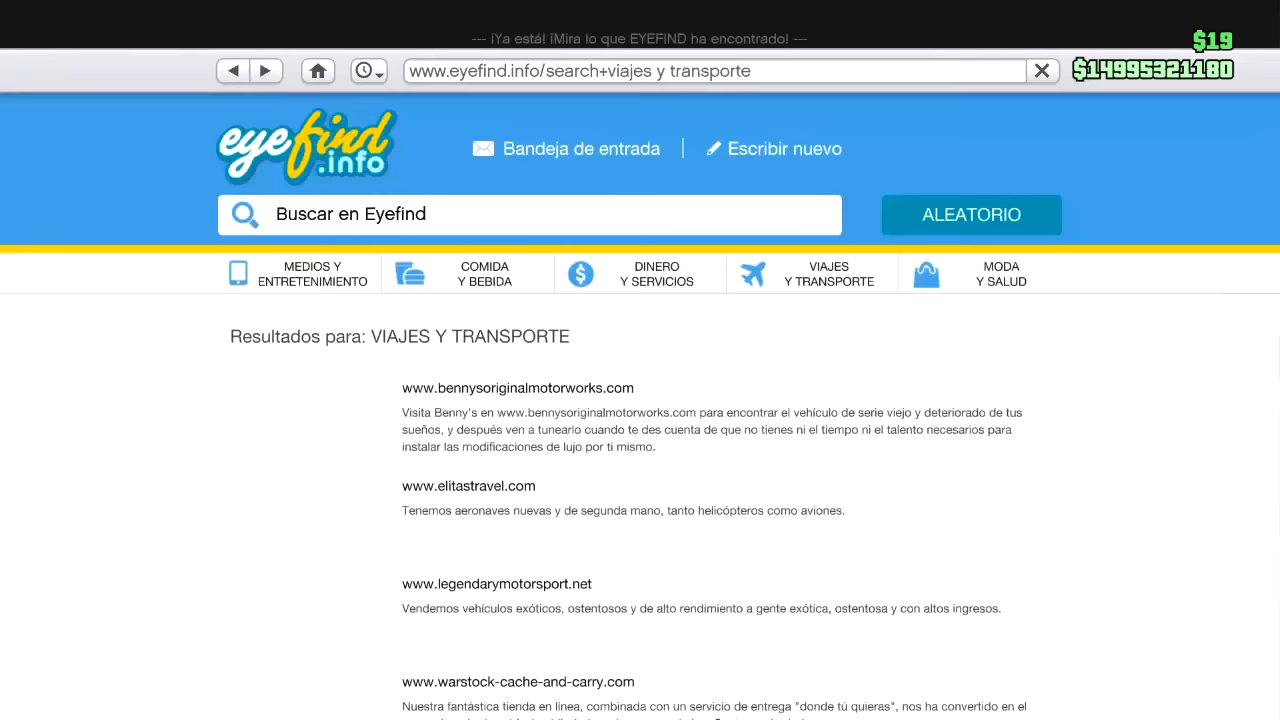 --- ¡Ya está! ¡Mira lo que EYEFIND ha encontrado! ---
$19
www.eyefind.info/search+viajes y transporte
$14995321180
eyefind
.info
Bandeja de entrada
Escribir nuevo
Buscar en Eyefind
ALEATORIO
MEDIOS Y
ENTRETENIMIENTO
COMIDA
Y BEBIDA
DINERO
Y SERVICIOS
VIAJES
Y TRANSPORTE
MODA
Y SALUD
Resultados para: VIAJES Y TRANSPORTE
www.bennysoriginalmotorworks.com
Visita Benny's en www.bennysoriginalmotorworks.com para encontrar el vehículo de serie viejo y deteriorado de tus
sueños, y después ven a tunearlo cuando te des cuenta de que no tienes ni el tiempo ni el talento necesarios para
instalar las modificaciones de lujo por ti mismo.
www.elitastravel.com
Tenemos aeronaves nuevas y de segunda mano, tanto helicópteros como aviones.
www.legendarymotorsport.net
Vendemos vehículos exóticos, ostentosos y de alto rendimiento a gente exótica, ostentosa y con altos ingresos.
www.warstock-cache-and-carry.com
Nuestra fantástica tienda en línea, combinada con un servicio de entrega "donde tú quieras", nos ha convertido en el